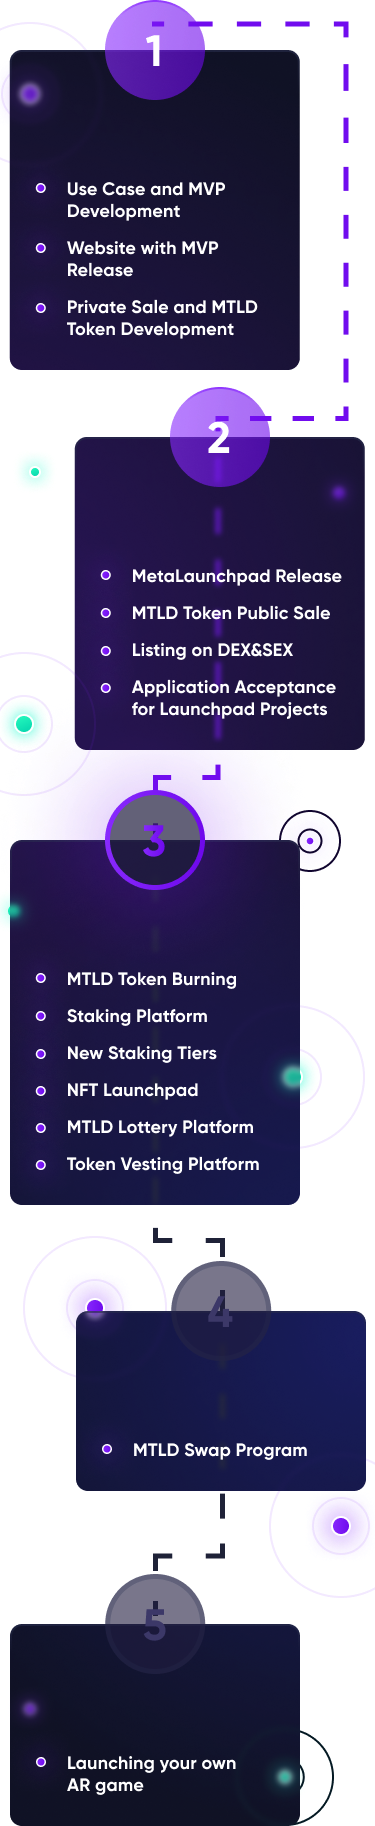 1
Use Case and MVP
Development
Website with MVP
Release
Private Sale and MTLD
Token Development
2
MetaLaunchpad Release
MTLD Token Public Sale
Listing on DEX&SEX
Application Acceptance
for Launchpad Projects
3
MTLD Token Burning
Staking Platform
New Staking Tiers
NFT Launchpad
MTLD Lottery Platform
Token Vesting Platform
4
MTLD Swap Program
5
Launching your own
AR game